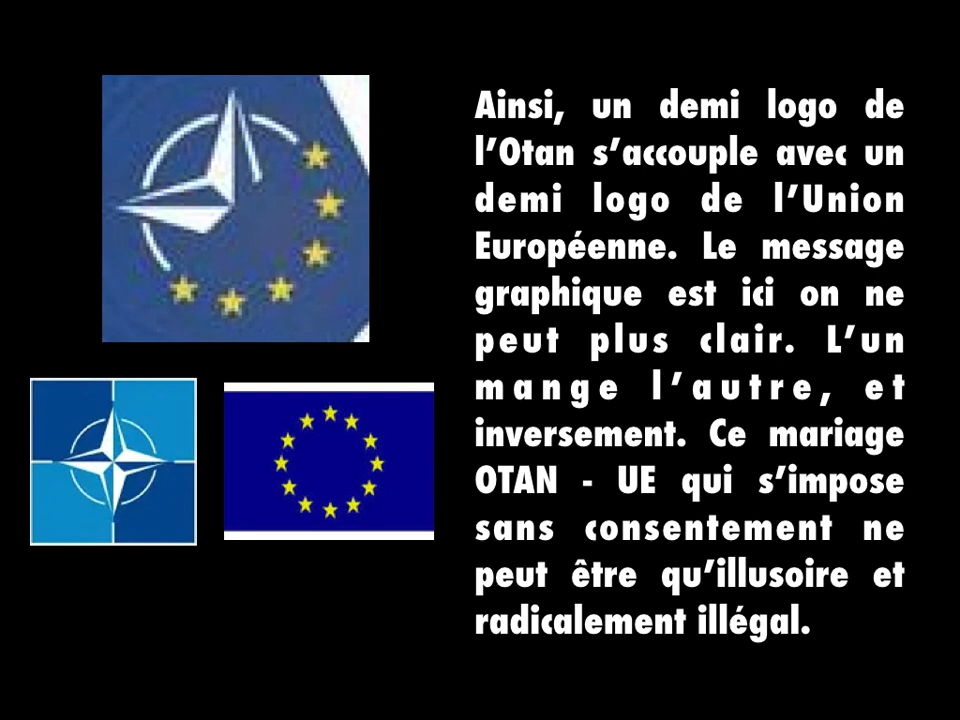 Ainsi, un demi logo de
l’Otan s’accouple avec un
demi logo de l’Union
Européenne. Le message
graphique est ici on ne
peut plus clair. L’un
mange l’autre, et
inversement. Ce mariage
OTAN - UE qui s’impose
sans consentement ne
peut être qu’illusoire et
radicalement illégal.